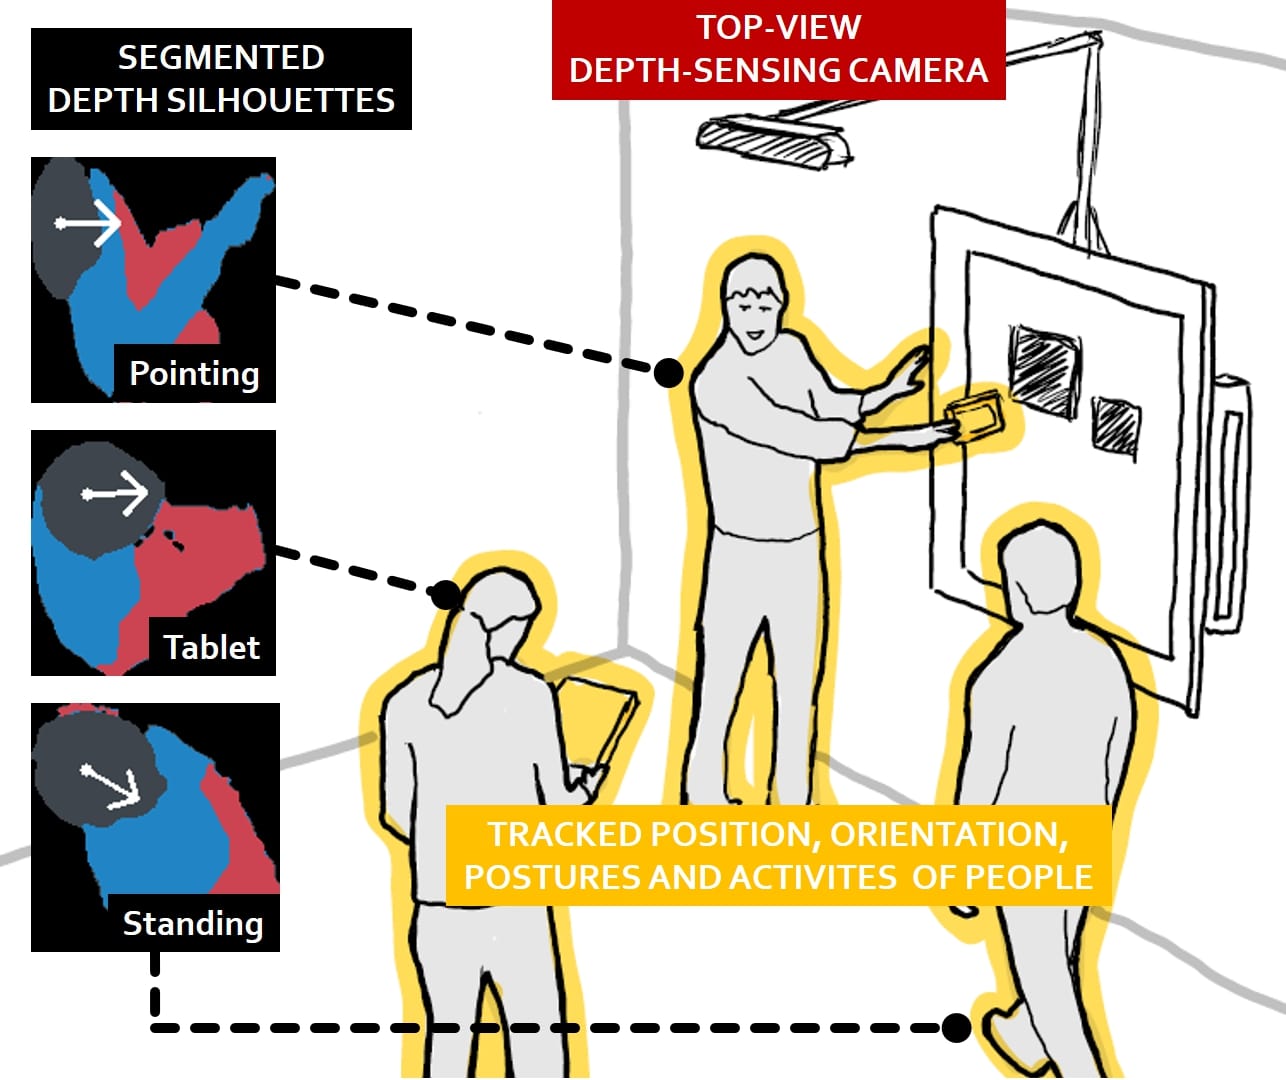 SEGMENTED
DEPTH SILHOUETTES
TOP-VIEW
DEPTH-SENSING CAMERA
Pointing
Tablet
Standing
TRACKED POSITION, ORIENTATION,
POSTURES AND ACTIVITES OF PEOPLE